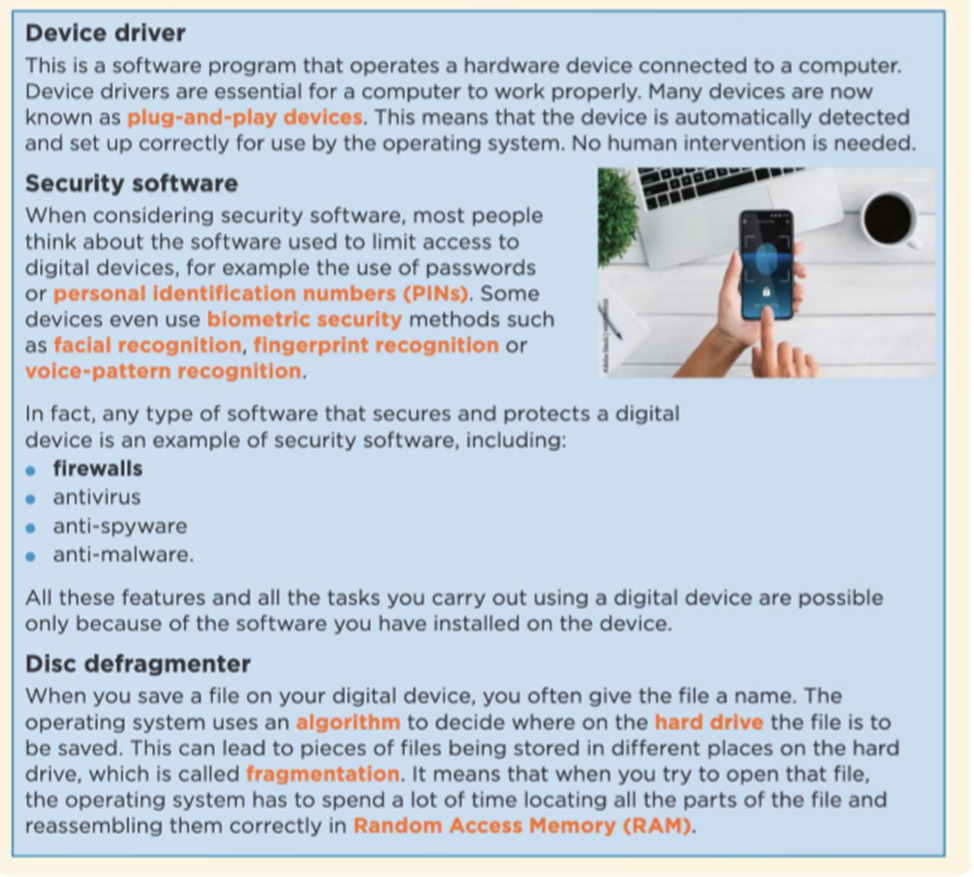 Device driver
This is a software program that operates a hardware device connected to a computer.
Device drivers are essential for a computer to work properly. Many devices are now
known as plug-and-play devices. This means that the device is automatically detected
and set up correctly for use by the operating system. No human intervention is needed.
Security software
When considering security software, most people
think about the software used to limit access to
digital devices, for example the use of passwords
or personal identification numbers (PINs). Some
devices even use biometric security methods such
as facial recognition, fingerprint recognition or
voice-pattern recognition.
In fact, any type of software that secures and protects a digital
device is an example of security software, including:
• firewalls
• antivirus
• anti-spyware
• anti-malware.
All these features and all the tasks you carry out using a digital device are possible
only because of the software you have installed on the device.
Disc defragmenter
When you save a file on your digital device, you often give the file a name. The
operating system uses an algorithm to decide where on the hard drive the file is to
be saved. This can lead to pieces of files being stored in different places on the hard
drive, which is called fragmentation. It means that when you try to open that file,
the operating system has to spend a lot of time locating all the parts of the file and
reassembling them correctly in Random Access Memory (RAM).